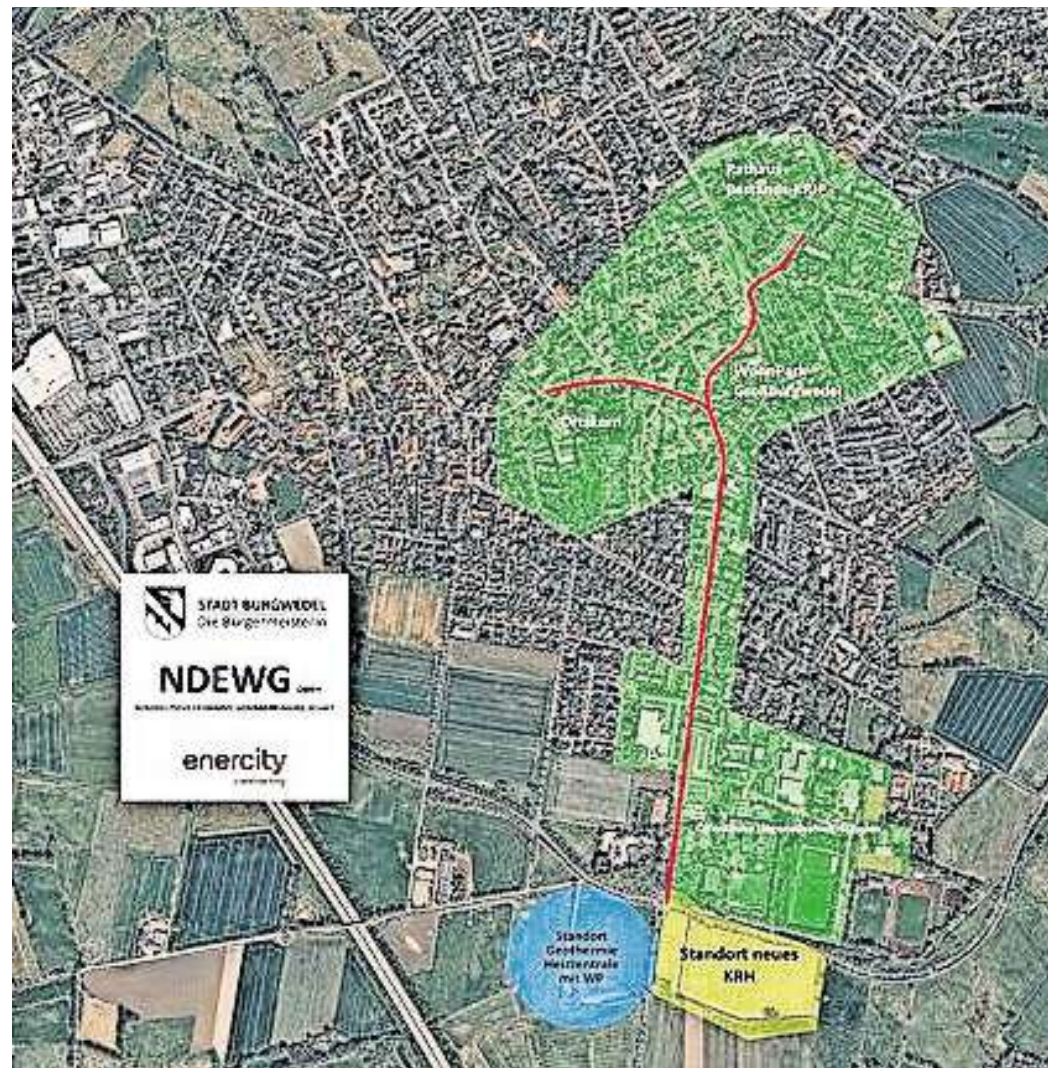 Rathaus
WohnPark
Großburgwedel
Ortskern
STADT BURGWEDEL
Die Bürgermeisterin
NDEWG
enercity
Standort
Geothermie
Heizzentrale
mit WP
Standort neues
KRH